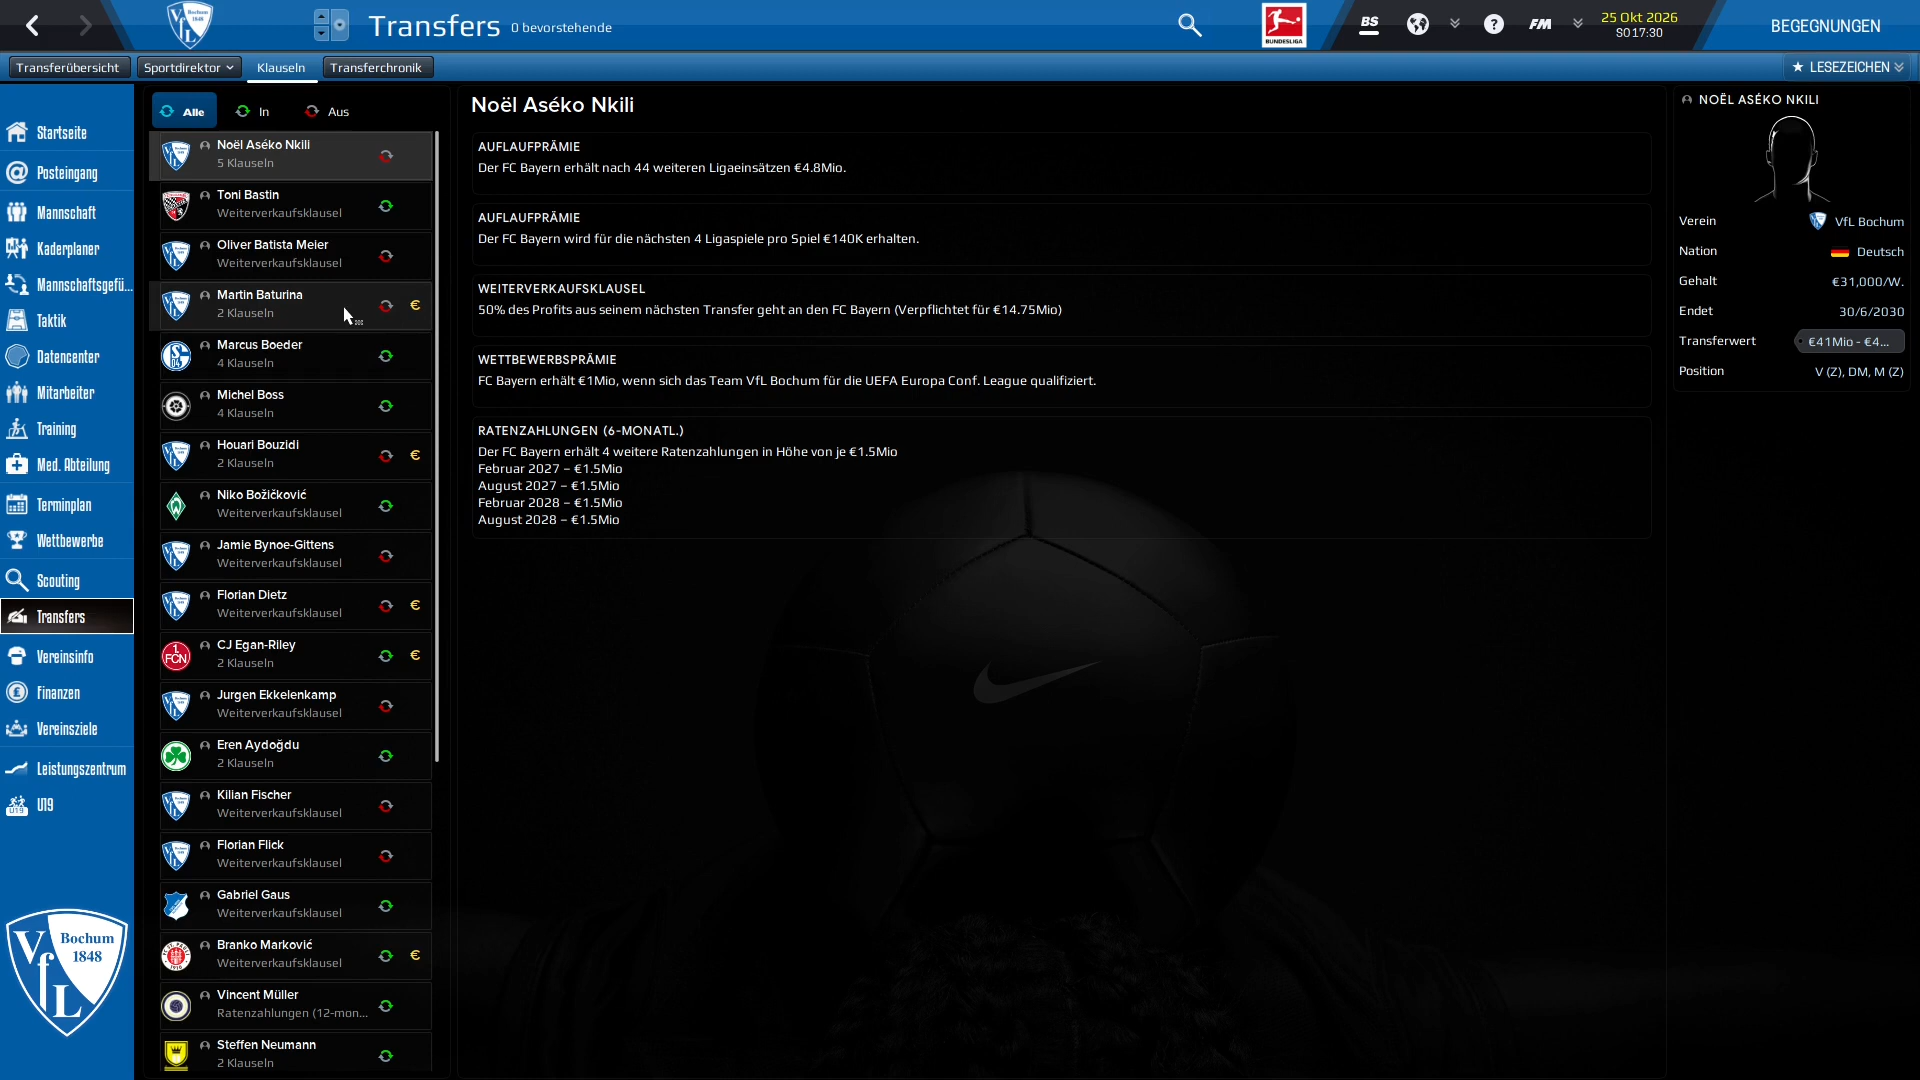 Transfers 0 bevorstehende
BUNDESLIGA
BS
FM
25 Okt 2026
SO 17:30
BEGEGNUNGEN
Transferübersicht
Sportdirektor
Klauseln
Transferchronik
LESEZEICHEN
Startseite
Posteingang
Mannschaft
Kaderplaner
Mannschaftsgefü...
Taktik
Datencenter
Mitarbeiter
Training
Med. Abteilung
Terminplan
Wettbewerbe
Scouting
Transfers
Vereinsinfo
Finanzen
Vereinsziele
Leistungszentrum
U19
VfL
Bochum
1848
Alle
In
Aus
Noël Aséko Nkili
5 Klauseln
Toni Bastin
Weiterverkaufsklausel
Oliver Batista Meier
Weiterverkaufsklausel
Martin Baturina
2 Klauseln
€
Marcus Boeder
4 Klauseln
Michel Boss
4 Klauseln
Houari Bouzidi
2 Klauseln
€
Niko Božičković
Weiterverkaufsklausel
Jamie Bynoe-Gittens
Weiterverkaufsklausel
Florian Dietz
Weiterverkaufsklausel
€
CJ Egan-Riley
2 Klauseln
€
Jurgen Ekkelenkamp
Weiterverkaufsklausel
Eren Aydoğdu
2 Klauseln
Kilian Fischer
Weiterverkaufsklausel
Florian Flick
Weiterverkaufsklausel
Gabriel Gaus
Weiterverkaufsklausel
Branko Marković
Weiterverkaufsklausel
€
Vincent Müller
Ratenzahlungen (12-mon...
Steffen Neumann
2 Klauseln
Noël Aséko Nkili
AUFLAUFPRÄMIE
Der FC Bayern erhält nach 44 weiteren Ligaeinsätzen €4.8Mio.
AUFLAUFPRÄMIE
Der FC Bayern wird für die nächsten 4 Ligaspiele pro Spiel €140K erhalten.
WEITERVERKAUFSKLAUSEL
50% des Profits aus seinem nächsten Transfer geht an den FC Bayern (Verpflichtet für €14.75Mio)
WETTBEWERBSPRÄMIE
FC Bayern erhält €1Mio, wenn sich das Team VfL Bochum für die UEFA Europa Conf. League qualifiziert.
RATENZAHLUNGEN (6-MONATL.)
Der FC Bayern erhält 4 weitere Ratenzahlungen in Höhe von je €1.5Mio
Februar 2027 – €1.5Mio
August 2027 – €1.5Mio
Februar 2028 – €1.5Mio
August 2028 – €1.5Mio
NOËL ASÉKO NKILI
Verein VfL Bochum
Nation Deutsch
Gehalt €31,000/W.
Endet 30/6/2030
Transferwert €41Mio - €4...
Position V (Z), DM, M (Z)